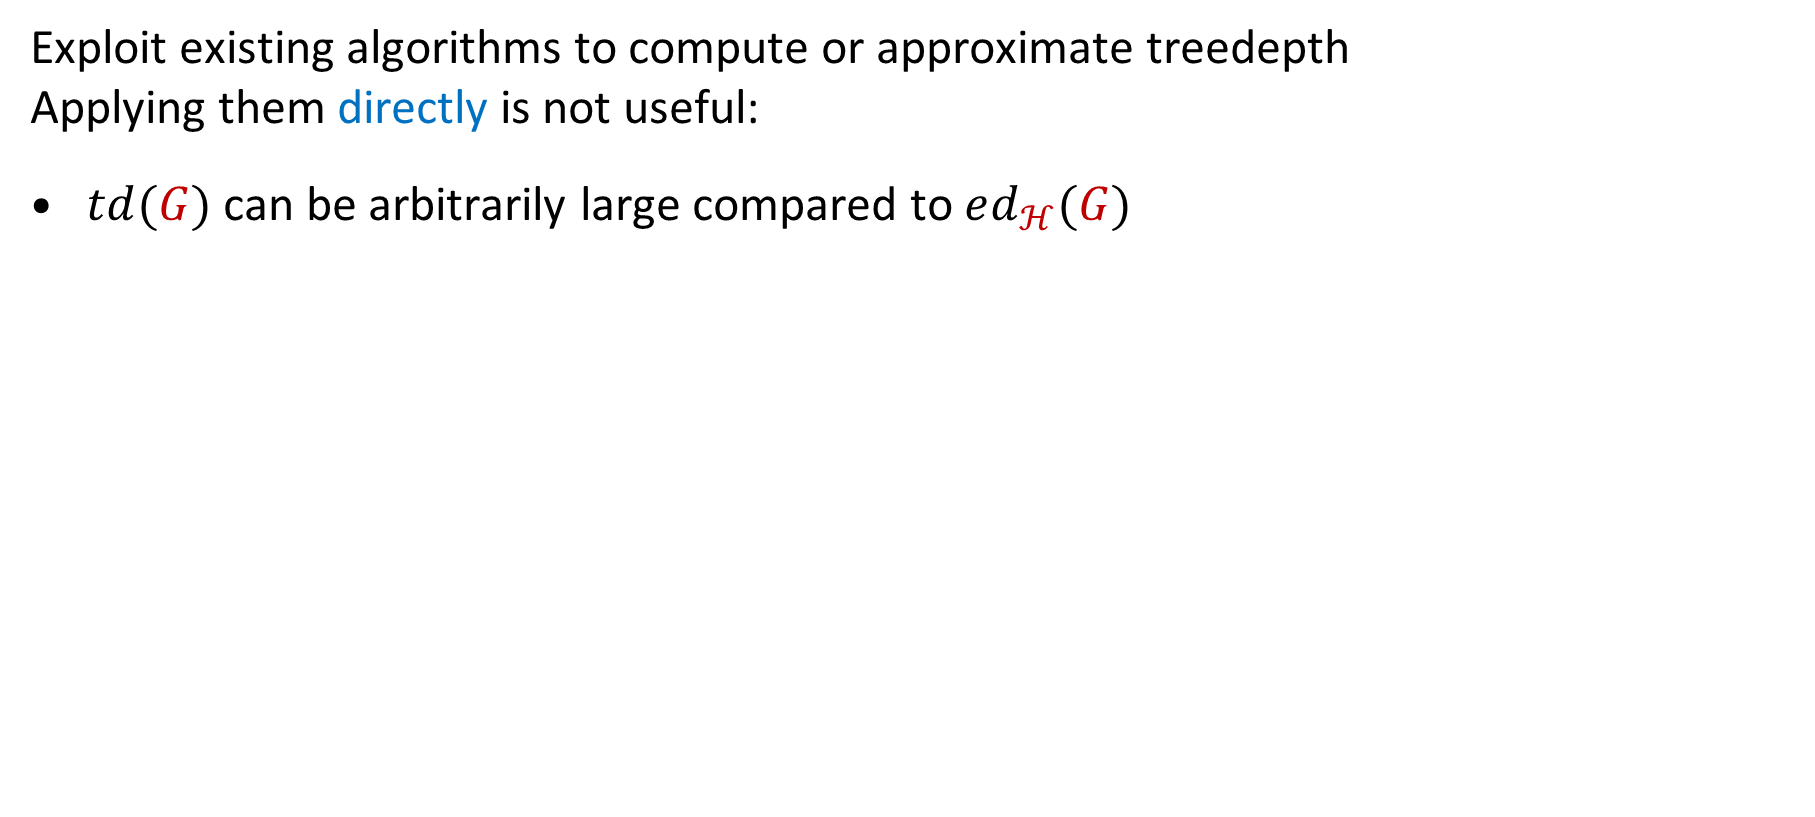 Exploit existing algorithms to compute or approximate treedepth
Applying them directly is not useful:
• td(G) can be arbitrarily large compared to ed_ℋ(G)